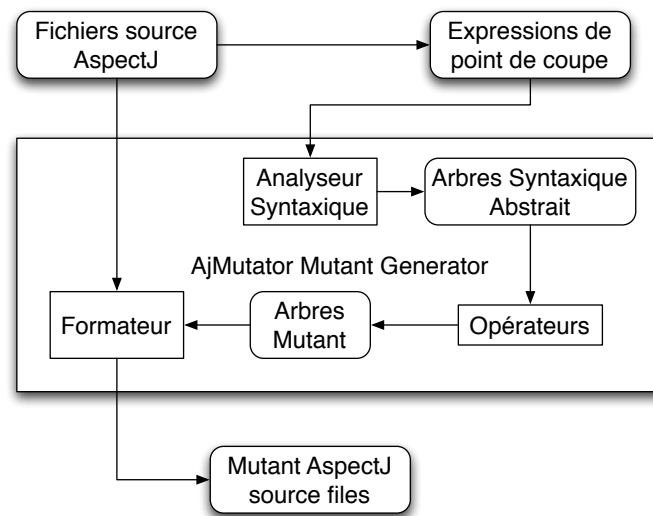 Fichiers source
AspectJ
Expressions de
point de coupe
Analyseur
Syntaxique
Arbres Syntaxique
Abstrait
AjMutator Mutant Generator
Formateur
Arbres
Mutant
Opérateurs
Mutant AspectJ
source files